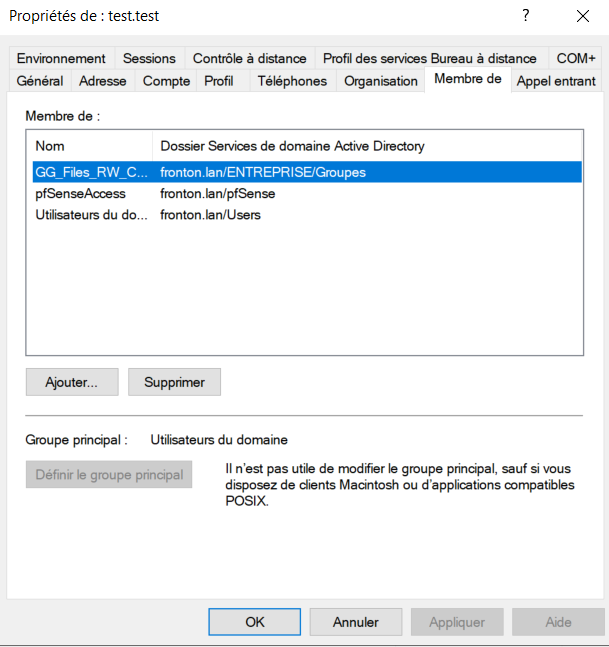 Propriétés de : test.test
?
Environnement Sessions Contrôle à distance Profil des services Bureau à distance COM+
Général Adresse Compte Profil Téléphones Organisation Membre de Appel entrant
Membre de :
Nom Dossier Services de domaine Active Directory
GG_Files_RW_C... fronton.lan/ENTREPRISE/Groupes
pfSenseAccess fronton.lan/pfSense
Utilisateurs du do... fronton.lan/Users
Ajouter... Supprimer
Groupe principal : Utilisateurs du domaine
Définir le groupe principal
Il n'est pas utile de modifier le groupe principal, sauf si vous
disposez de clients Macintosh ou d'applications compatibles
POSIX.
OK Annuler Appliquer Aide